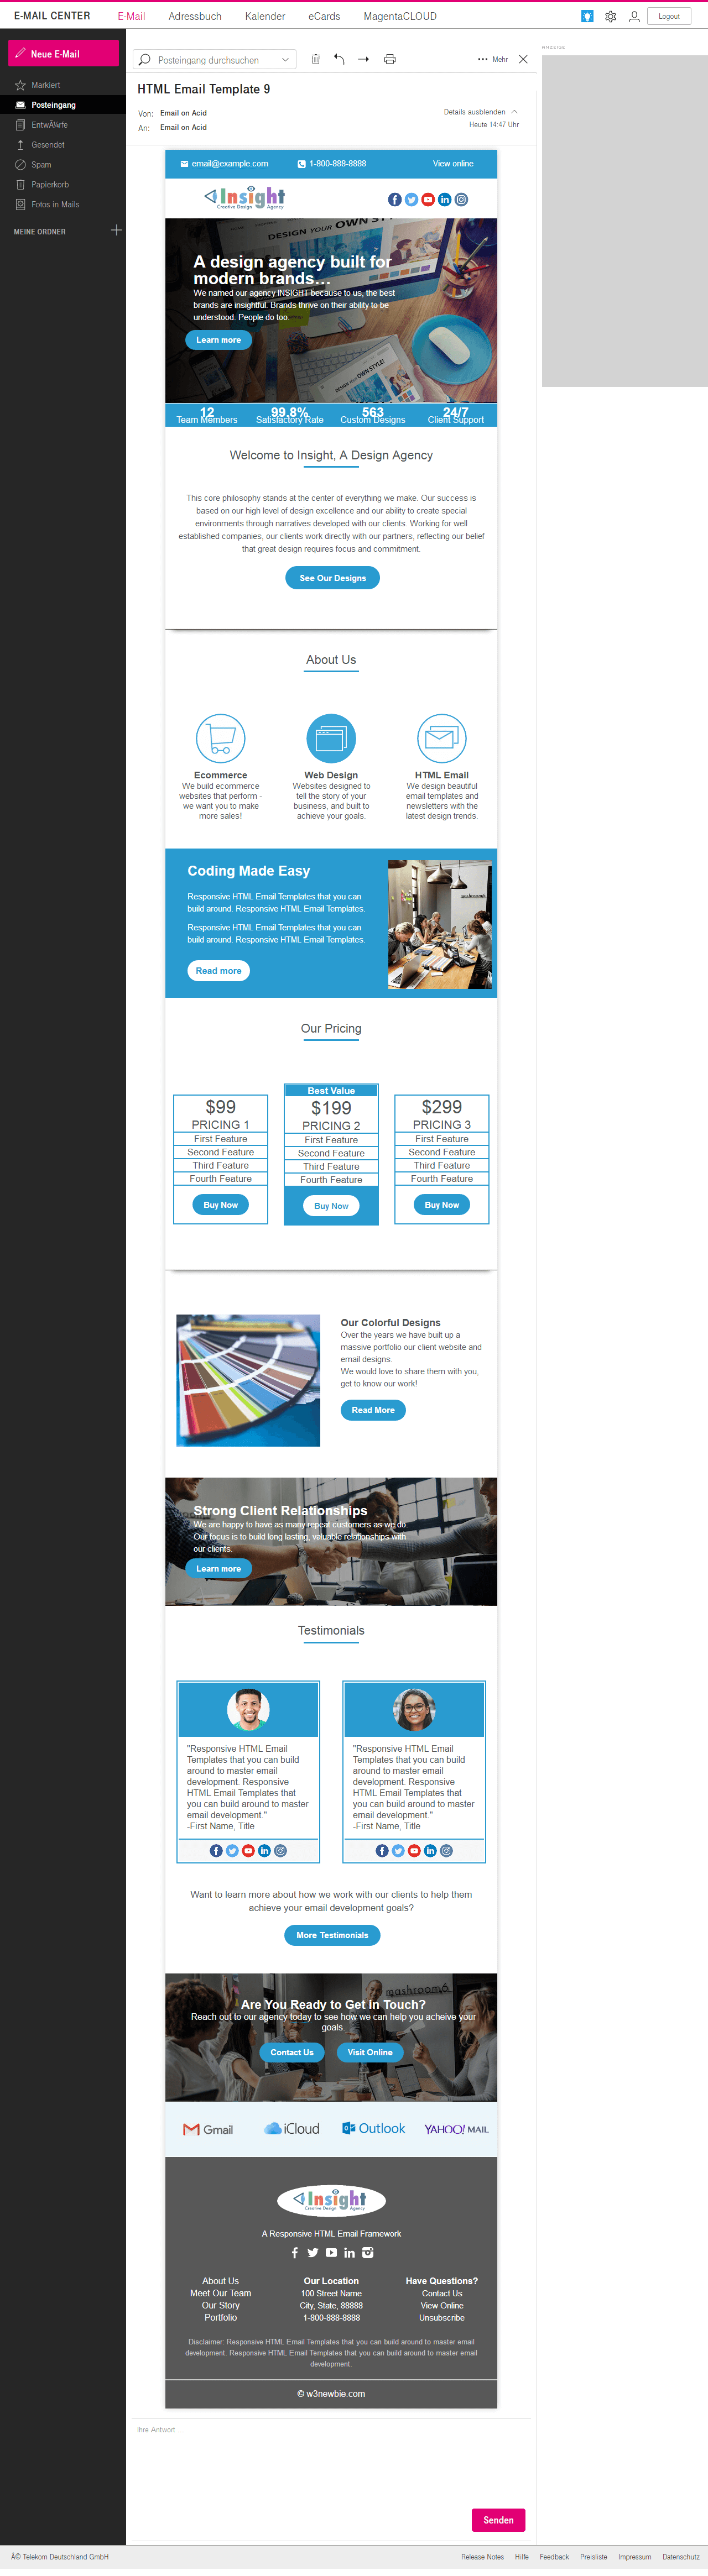 E-MAIL CENTER
E-Mail
Adressbuch
Kalender
eCards
MagentaCLOUD
Logout
Neue E-Mail
Markiert
Posteingang
EntwÃ¼rfe
Gesendet
Spam
Papierkorb
Fotos in Mails
MEINE ORDNER
Posteingang durchsuchen
Mehr
ANZEIGE
HTML Email Template 9
Von: Email on Acid
Details ausblenden
An: Email on Acid
Heute 14:47 Uhr
email@example.com
1-800-888-8888
View online
Insight
Creative Design Agency
DESIGN YOUR OWN STYLE!
A design agency built for
modern brands…
We named our agency INSIGHT because to us, the best
brands are insightful. Brands thrive on their ability to be
understood. People do too.
Learn more
12
Team Members
99.8%
Satisfactory Rate
563
Custom Designs
24/7
Client Support
Welcome to Insight, A Design Agency
This core philosophy stands at the center of everything we make. Our success is
based on our high level of design excellence and our ability to create special
environments through narratives developed with our clients. Working for well
established companies, our clients work directly with our partners, reflecting our belief
that great design requires focus and commitment.
See Our Designs
About Us
Ecommerce
We build ecommerce
websites that perform -
we want you to make
more sales!
Web Design
Websites designed to
tell the story of your
business, and built to
achieve your goals.
HTML Email
We design beautiful
email templates and
newsletters with the
latest design trends.
Coding Made Easy
Responsive HTML Email Templates that you can
build around. Responsive HTML Email Templates.
Responsive HTML Email Templates that you can
build around. Responsive HTML Email Templates.
Read more
Our Pricing
$99
PRICING 1
First Feature
Second Feature
Third Feature
Fourth Feature
Buy Now
Best Value
$199
PRICING 2
First Feature
Second Feature
Third Feature
Fourth Feature
Buy Now
$299
PRICING 3
First Feature
Second Feature
Third Feature
Fourth Feature
Buy Now
Our Colorful Designs
Over the years we have built up a
massive portfolio our client website and
email designs.
We would love to share them with you,
get to know our work!
Read More
Strong Client Relationships
We are happy to have as many repeat customers as we do.
Our focus is to build long lasting, valuable relationships with
our clients.
Learn more
Testimonials
"Responsive HTML Email
Templates that you can build
around to master email
development. Responsive
HTML Email Templates that
you can build around to master
email development."
-First Name, Title
"Responsive HTML Email
Templates that you can build
around to master email
development. Responsive
HTML Email Templates that
you can build around to master
email development."
-First Name, Title
Want to learn more about how we work with our clients to help them
achieve your email development goals?
More Testimonials
mashroom6
Are You Ready to Get in Touch?
Reach out to our agency today to see how we can help you acheive your
goals.
Contact Us
Visit Online
Gmail
iCloud
Outlook
YAHOO! MAIL
Insight
Creative Design Agency
A Responsive HTML Email Framework
About Us
Meet Our Team
Our Story
Portfolio
Our Location
100 Street Name
City, State, 88888
1-800-888-8888
Have Questions?
Contact Us
View Online
Unsubscribe
Disclaimer: Responsive HTML Email Templates that you can build around to master email
development. Responsive HTML Email Templates that you can build around to master email
development.
© w3newbie.com
Ihre Antwort ...
Senden
Â© Telekom Deutschland GmbH
Release Notes
Hilfe
Feedback
Preisliste
Impressum
Datenschutz